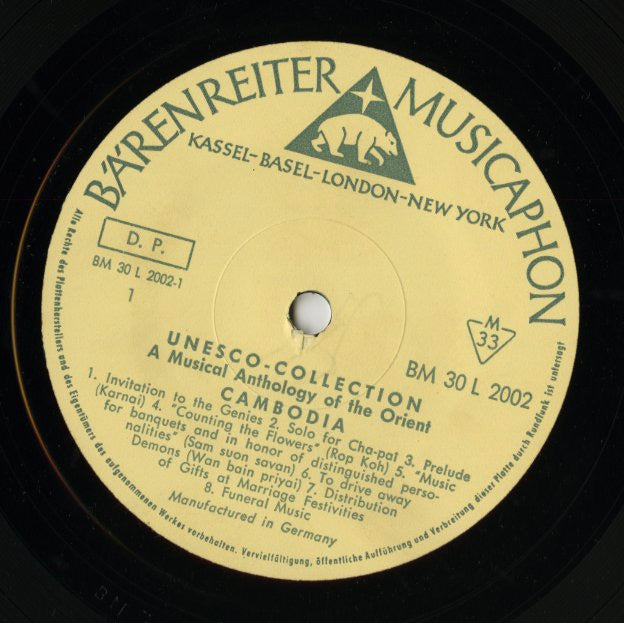 BÄRENREITER MUSICAPHON
KASSEL-BASEL-LONDON-NEW YORK
D. P.
BM 30 L 2002-1
1
M
33
BM 30 L 2002
UNESCO-COLLECTION
A Musical Anthology of the Orient
CAMBODIA
1. Invitation to the Genies 2. Solo for Cha-pat 3. Prelude
(Karnai) 4. "Counting the Flowers" (Rop Koh) 5. "Music
for banquets and in honor of distinguished perso-
nalities" (Sam suon savan) 6. To drive away
Demons (Wan bain priyai) 7. Distribution
of Gifts at Marriage Festivities
8. Funeral Music
Manufactured in Germany
Alle Rechte des Plattenherstellers und des Eigentümers des aufgenommenen Werkes vorbehalten. Vervielfältigung, öffentliche Aufführung und Verbreitung dieser Platte durch Rundfunk ist untersagt